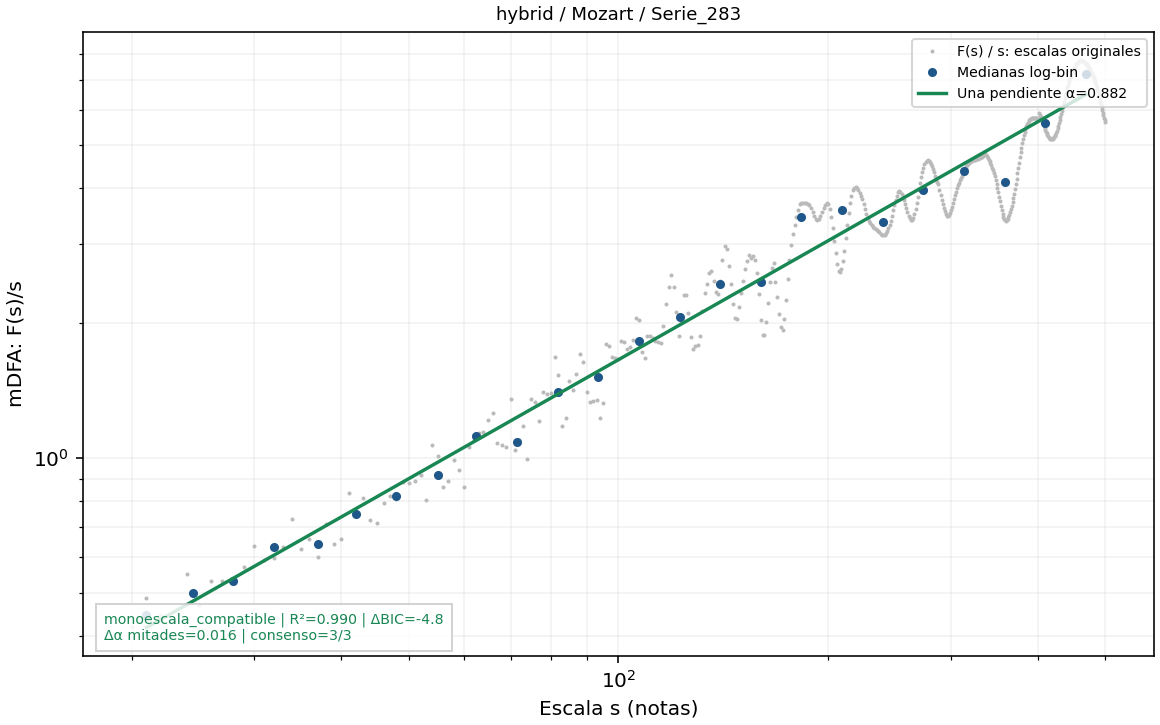 hybrid / Mozart / Serie_283
F(s) / s: escalas originales
Medianas log-bin
Una pendiente α=0.882
mDFA: F(s)/s
10⁰
monoescala_compatible | R²=0.990 | ΔBIC=-4.8
Δα mitades=0.016 | consenso=3/3
10²
Escala s (notas)